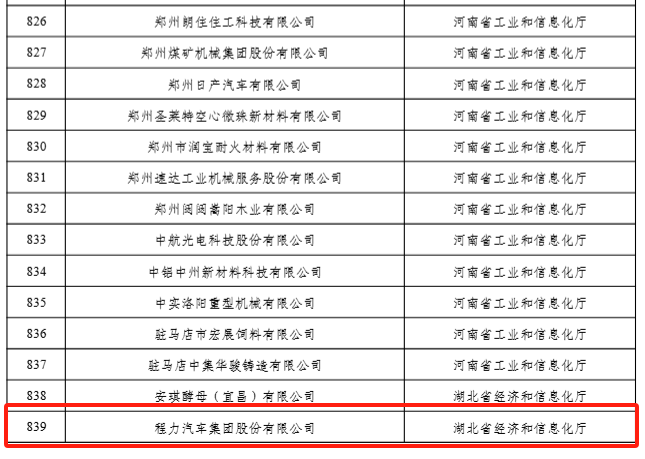 826 郑州朗佳住工科技有限公司 河南省工业和信息化厅
827 郑州煤矿机械集团股份有限公司 河南省工业和信息化厅
828 郑州日产汽车有限公司 河南省工业和信息化厅
829 郑州圣莱特空心微珠新材料有限公司 河南省工业和信息化厅
830 郑州市润宝耐火材料有限公司 河南省工业和信息化厅
831 郑州速达工业机械服务股份有限公司 河南省工业和信息化厅
832 郑州闼闼嵩阳木业有限公司 河南省工业和信息化厅
833 中航光电科技股份有限公司 河南省工业和信息化厅
834 中铝中州新材料科技有限公司 河南省工业和信息化厅
835 中实洛阳重型机械有限公司 河南省工业和信息化厅
836 驻马店市宏展饲料有限公司 河南省工业和信息化厅
837 驻马店中集华骏铸造有限公司 河南省工业和信息化厅
838 安琪酵母（宜昌）有限公司 湖北省经济和信息化厅
839 程力汽车集团股份有限公司 湖北省经济和信息化厅